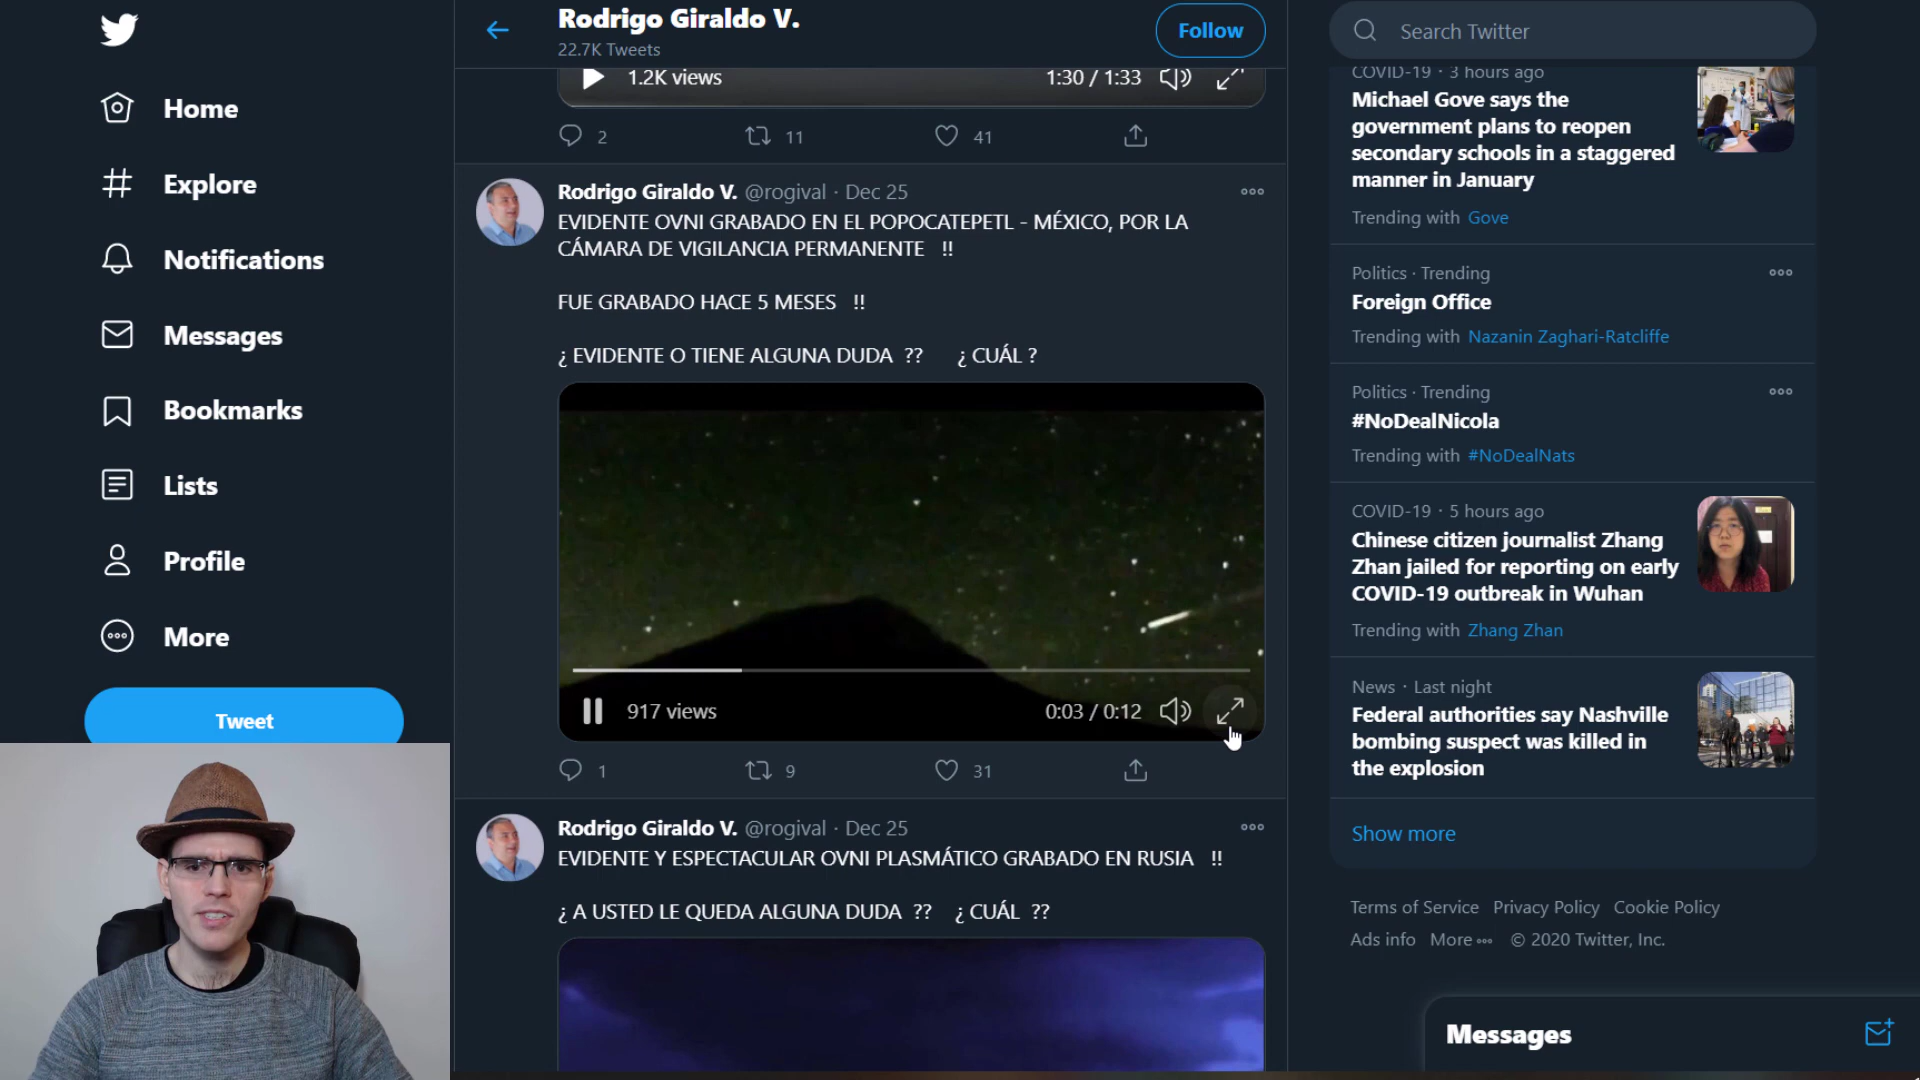 Home
Explore
Notifications
Messages
Bookmarks
Lists
Profile
More
Tweet
Rodrigo Giraldo V.
22.7K Tweets
Follow
1.2K views
1:30 / 1:33
2
11
41
Rodrigo Giraldo V. @rogival · Dec 25
EVIDENTE OVNI GRABADO EN EL POPOCATEPETL - MÉXICO, POR LA
CÁMARA DE VIGILANCIA PERMANENTE !!
FUE GRABADO HACE 5 MESES !!
¿ EVIDENTE O TIENE ALGUNA DUDA ?? ¿ CUÁL ?
917 views
0:03 / 0:12
1
9
31
Rodrigo Giraldo V. @rogival · Dec 25
EVIDENTE Y ESPECTACULAR OVNI PLASMÁTICO GRABADO EN RUSIA !!
¿ A USTED LE QUEDA ALGUNA DUDA ?? ¿ CUÁL ??
Search Twitter
COVID-19 · 3 hours ago
Michael Gove says the
government plans to reopen
secondary schools in a staggered
manner in January
Trending with Gove
Politics · Trending
Foreign Office
Trending with Nazanin Zaghari-Ratcliffe
Politics · Trending
#NoDealNicola
Trending with #NoDealNats
COVID-19 · 5 hours ago
Chinese citizen journalist Zhang
Zhan jailed for reporting on early
COVID-19 outbreak in Wuhan
Trending with Zhang Zhan
News · Last night
Federal authorities say Nashville
bombing suspect was killed in
the explosion
Show more
Terms of Service Privacy Policy Cookie Policy
Ads info More © 2020 Twitter, Inc.
Messages